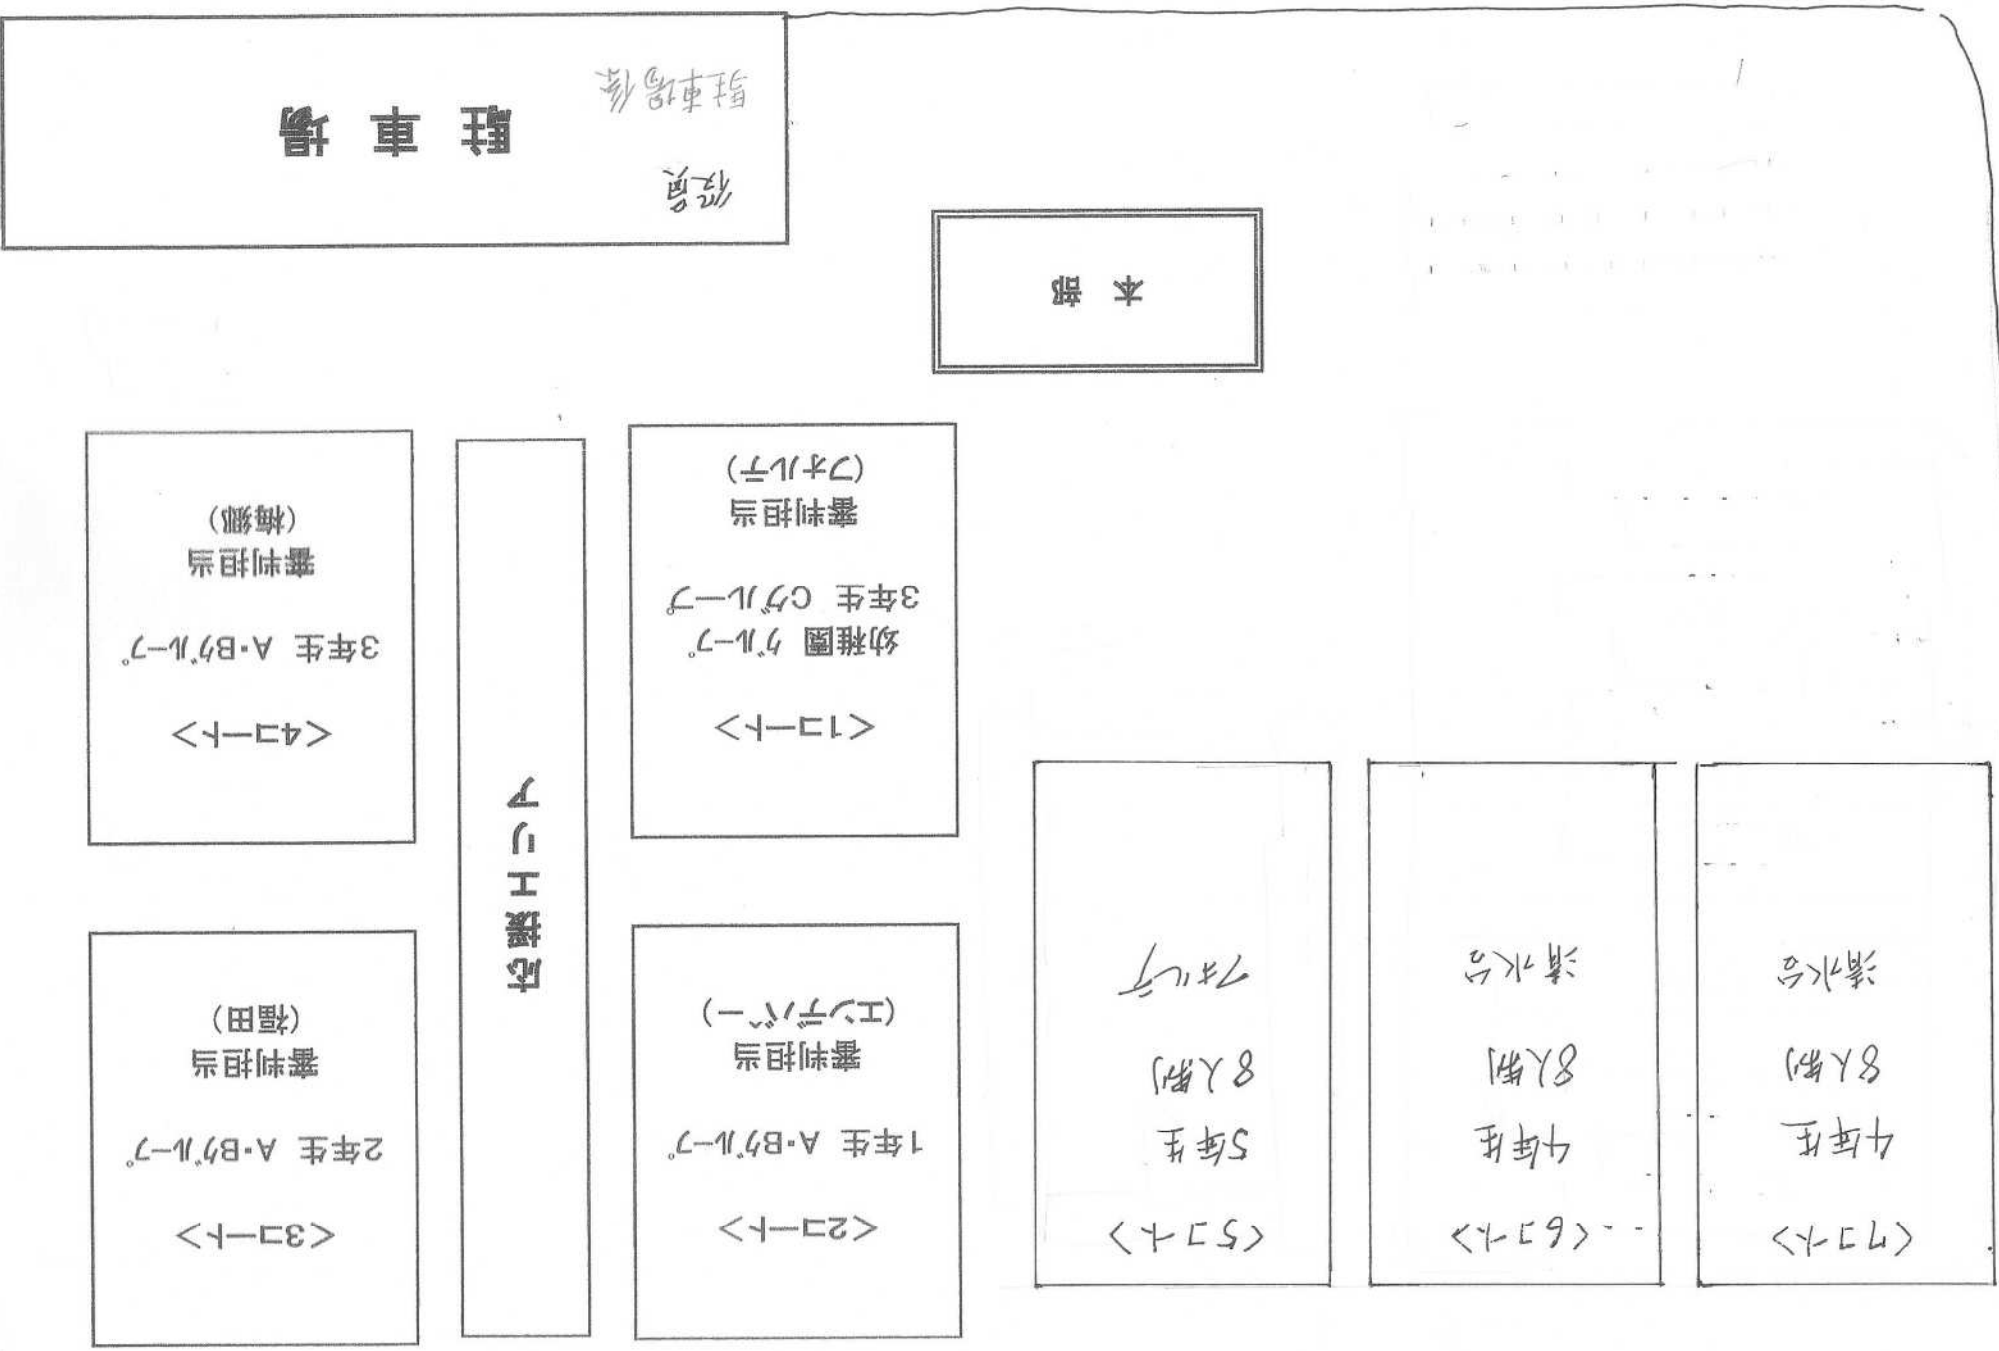 <7コート>
4年生
8人制
清水台
<6コート>
4年生
8人制
清水台
<5コート>
5年生
8人制
フォルテ
<2コート>
1年生 A・Bグループ
審判担当
(エンデバー)
応援エリア
<3コート>
2年生 A・Bグループ
審判担当
(福田)
<1コート>
幼稚園 グループ
3年生 Cグループ
審判担当
(フォルテ)
<4コート>
3年生 A・Bグループ
審判担当
(梅郷)
本 部
役員
駐 車 場
駐車場係